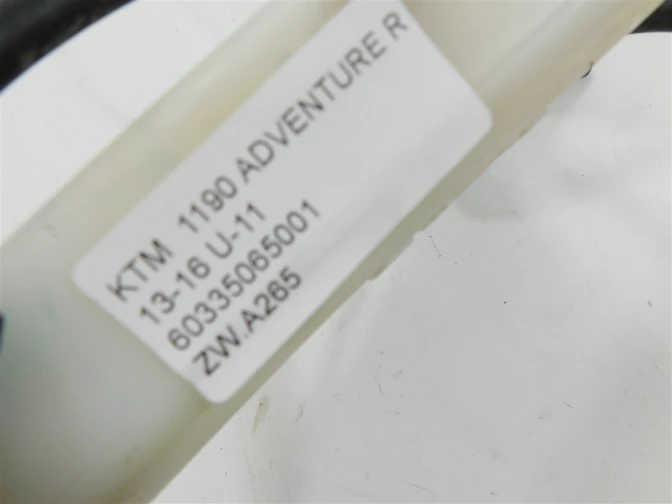 KTM 1190 ADVENTURE R
13-16 U-11
60335065001
ZW.A265